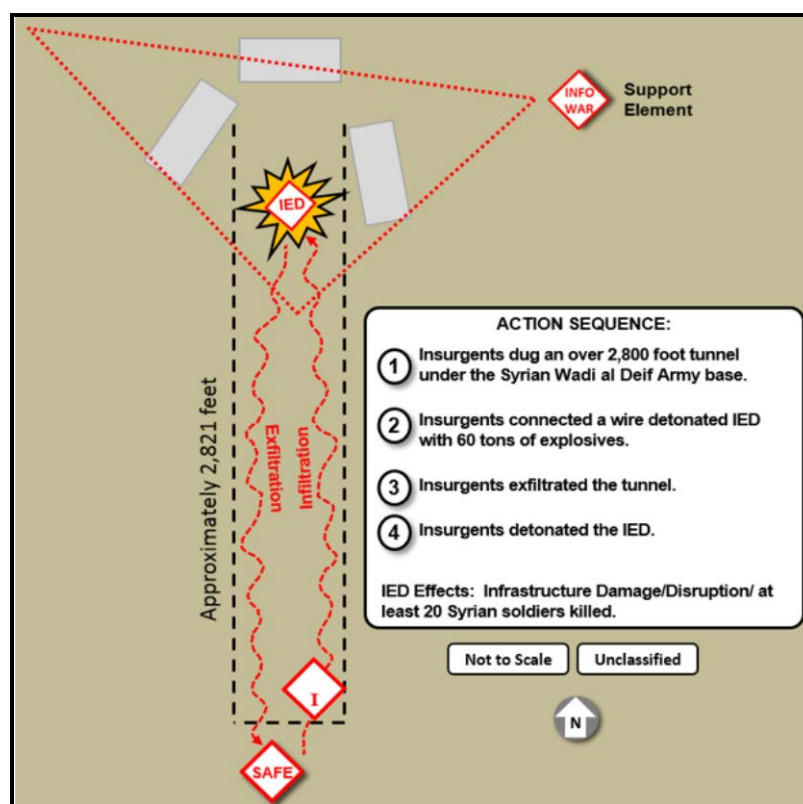 INFO
WAR
Support
Element
IED
Approximately 2,821 feet
Exfiltration
Infiltration
ACTION SEQUENCE:
1 Insurgents dug an over 2,800 foot tunnel
under the Syrian Wadi al Deif Army base.
2 Insurgents connected a wire detonated IED
with 60 tons of explosives.
3 Insurgents exfiltrated the tunnel.
4 Insurgents detonated the IED.
IED Effects: Infrastructure Damage/Disruption/ at
least 20 Syrian soldiers killed.
Not to Scale
Unclassified
I
N
SAFE